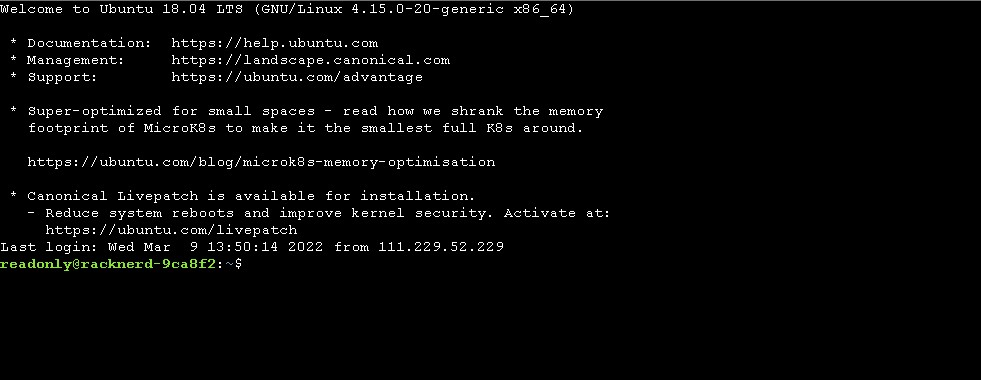 Welcome to Ubuntu 18.04 LTS (GNU/Linux 4.15.0-20-generic x86_64)
* Documentation:  https://help.ubuntu.com
* Management:     https://landscape.canonical.com
* Support:        https://ubuntu.com/advantage
* Super-optimized for small spaces - read how we shrank the memory
footprint of MicroK8s to make it the smallest full K8s around.
https://ubuntu.com/blog/microk8s-memory-optimisation
* Canonical Livepatch is available for installation.
- Reduce system reboots and improve kernel security. Activate at:
https://ubuntu.com/livepatch
Last login: Wed Mar  9 13:50:14 2022 from 111.229.52.229
readonly@racknerd-9ca8f2:~$